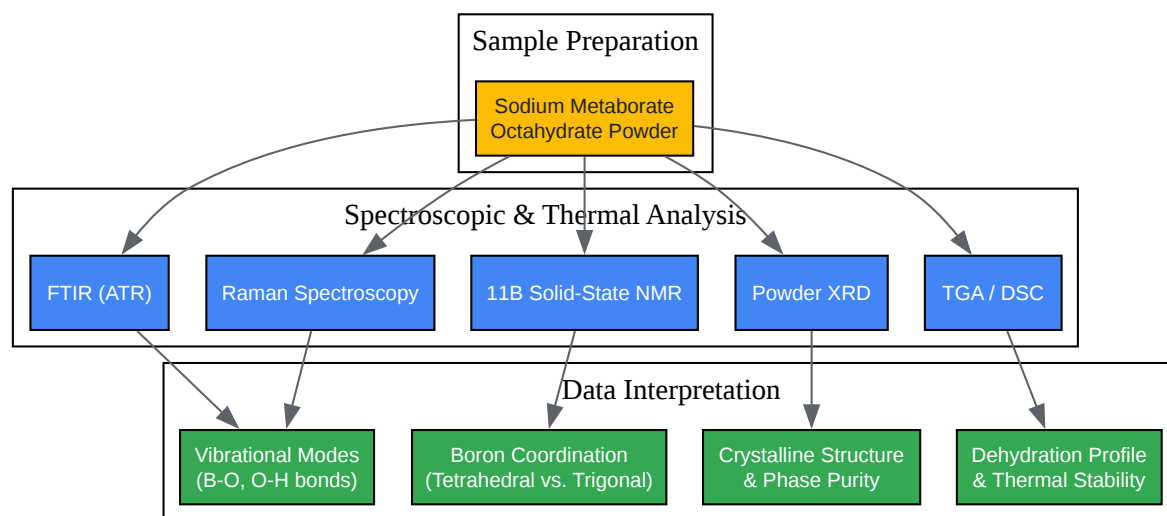 Sample Preparation
Sodium Metaborate
Octahydrate Powder
Spectroscopic & Thermal Analysis
FTIR (ATR)
Raman Spectroscopy
11B Solid-State NMR
Powder XRD
TGA / DSC
Data Interpretation
Vibrational Modes
(B-O, O-H bonds)
Boron Coordination
(Tetrahedral vs. Trigonal)
Crystalline Structure
& Phase Purity
Dehydration Profile
& Thermal Stability